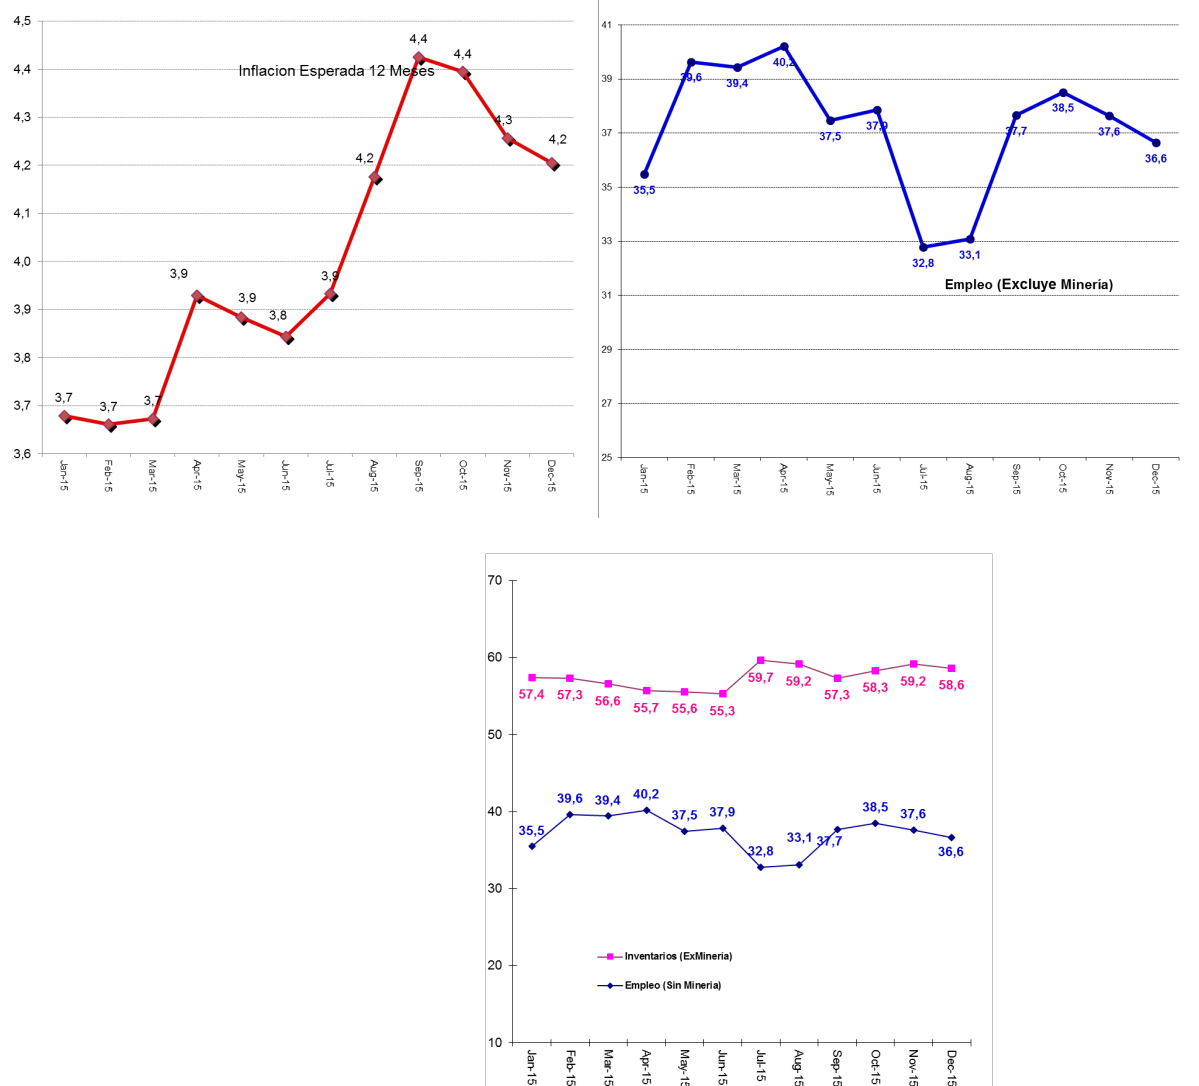 4,5
4,4
4,3
4,2
4,1
4,0
3,9
3,8
3,7
3,6
Inflacion Esperada 12 Meses
3,7
3,7
3,7
3,9
3,9
3,8
3,9
4,2
4,4
4,4
4,3
4,2
Jan-15
Feb-15
Mar-15
Apr-15
May-15
Jun-15
Jul-15
Aug-15
Sep-15
Oct-15
Nov-15
Dec-15
41
39
37
35
33
31
29
27
25
35,5
39,6
39,4
40,2
37,5
37,9
32,8
33,1
37,7
38,5
37,6
36,6
Empleo (Excluye Minería)
Jan-15
Feb-15
Mar-15
Apr-15
May-15
Jun-15
Jul-15
Aug-15
Sep-15
Oct-15
Nov-15
Dec-15
70
60
50
40
30
20
10
57,4
57,3
56,6
55,7
55,6
55,3
59,7
59,2
57,3
58,3
59,2
58,6
35,5
39,6
39,4
40,2
37,5
37,9
32,8
33,1
37,7
38,5
37,6
36,6
Inventarios (ExMinería)
Empleo (Sin Minería)
Jan-15
Feb-15
Mar-15
Apr-15
May-15
Jun-15
Jul-15
Aug-15
Sep-15
Oct-15
Nov-15
Dec-15